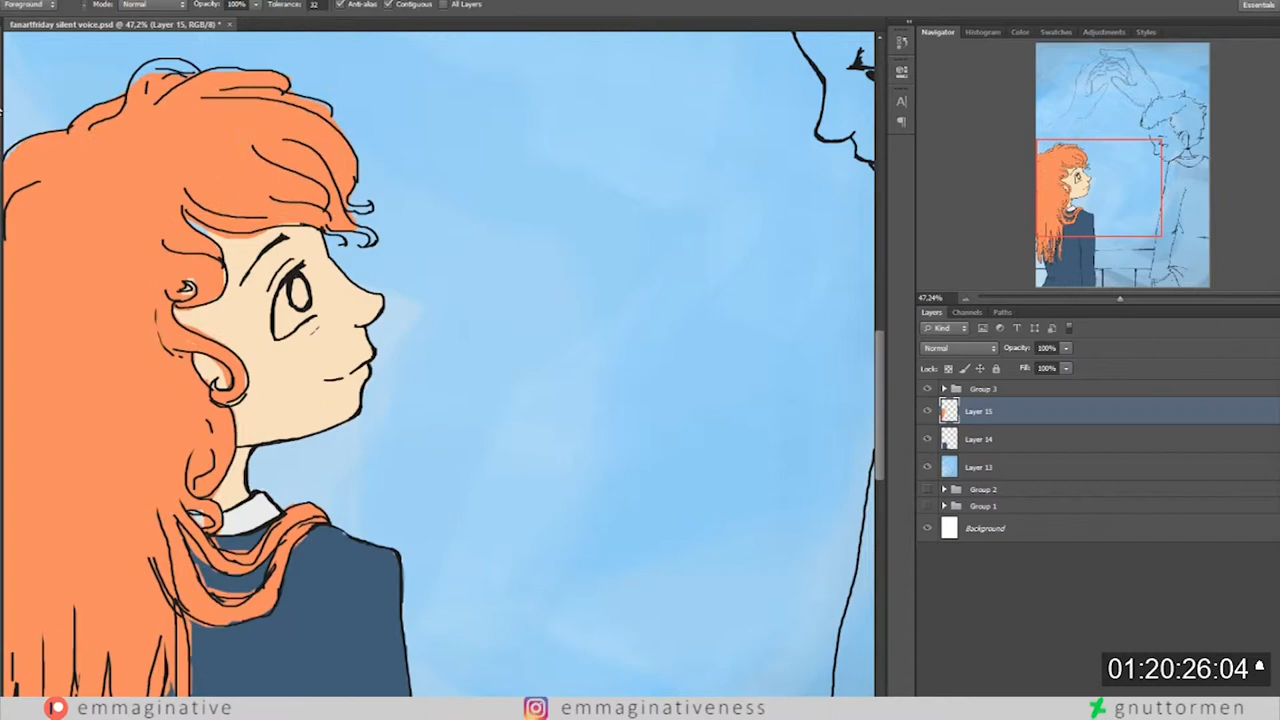 Foreground Mode: Normal Opacity: 100% Tolerance: 32 Anti-alias Contiguous All Layers Essentials
fanartfriday silent voice.psd @ 47,2% (Layer 15, RGB/8) *
Navigator Histogram Color Swatches Adjustments Styles
47,24%
Layers Channels Paths
Kind
Normal Opacity: 100%
Lock: Fill: 100%
Group 3
Layer 15
Layer 14
Layer 13
Group 2
Group 1
Background
01:20:26:04
emmaginative emmaginativeness gnuttormen